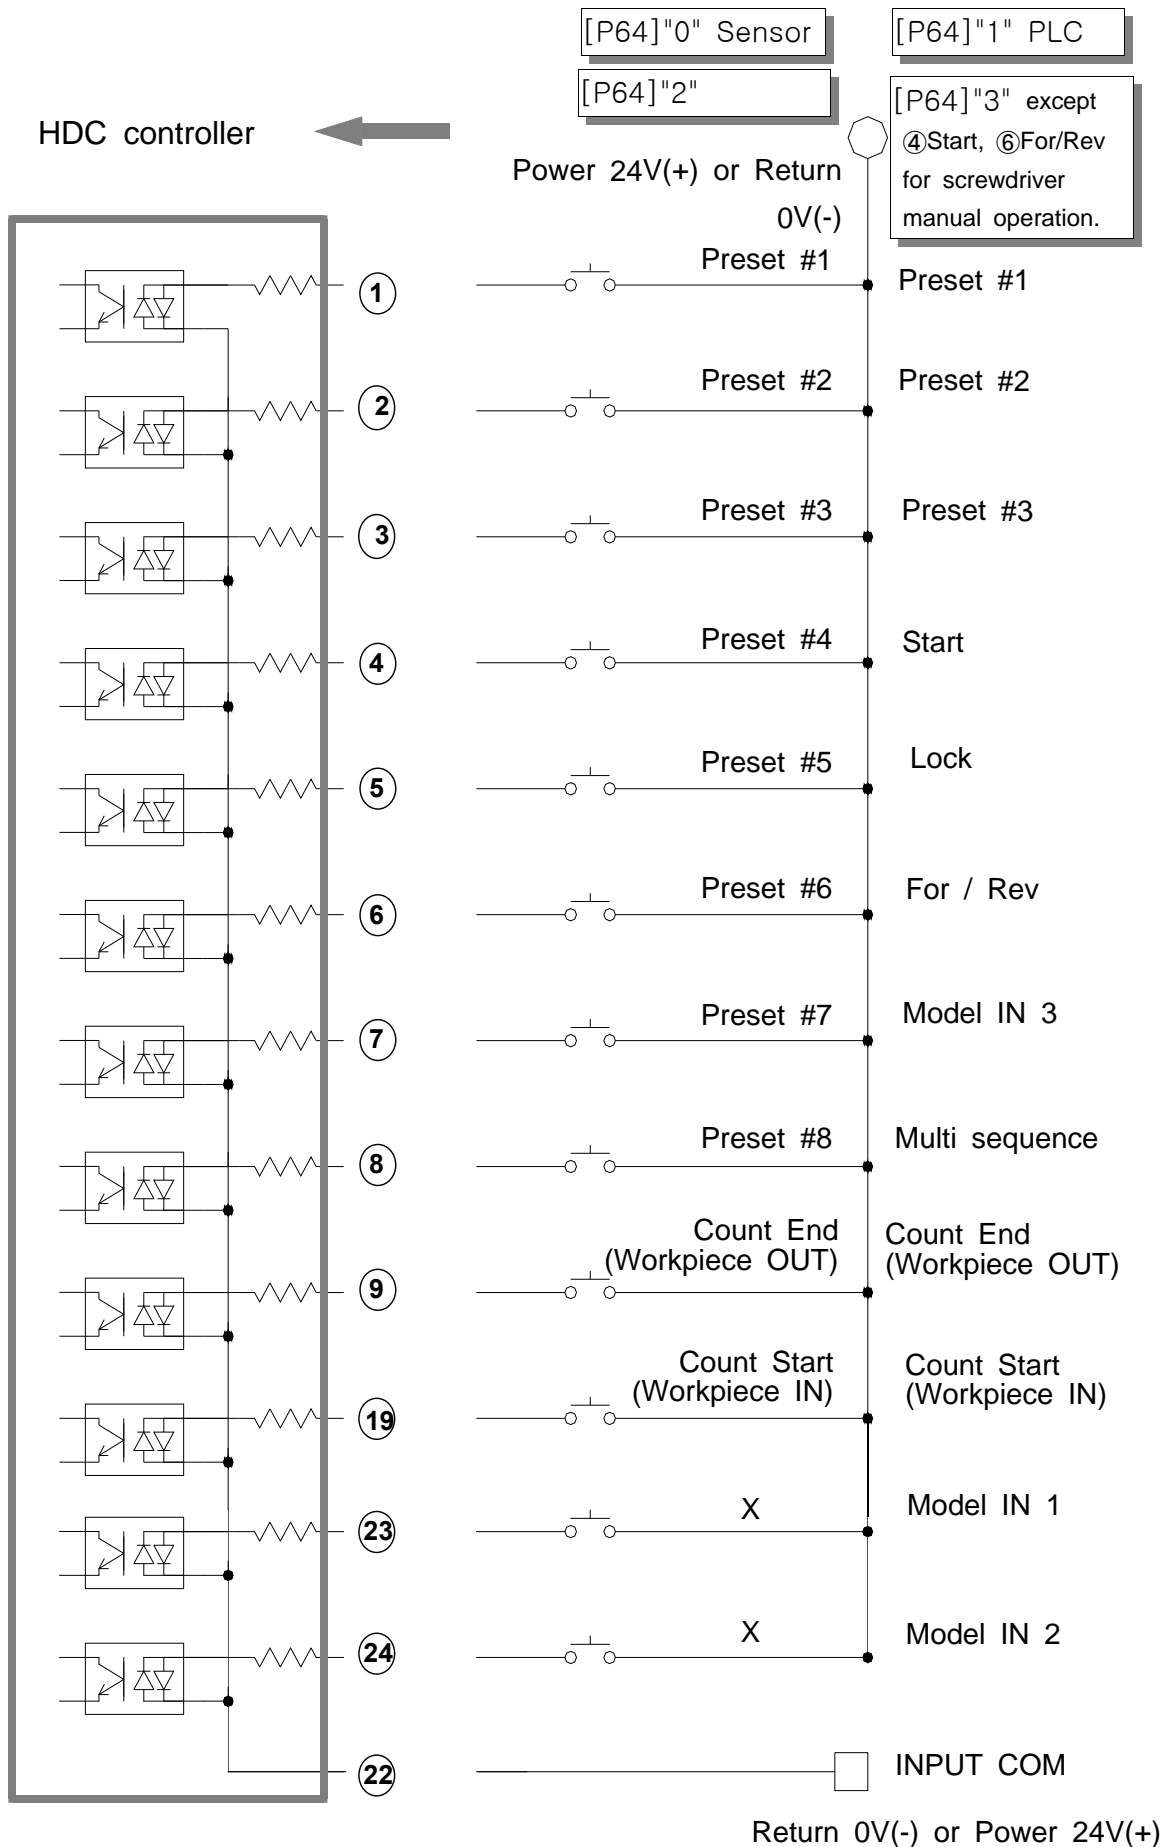 [P64]"0" Sensor
[P64]"1" PLC
[P64]"2"
[P64]"3" except
④Start, ⑥For/Rev
for screwdriver
manual operation.
HDC controller
Power 24V(+) or Return
0V(-)
1
Preset #1
Preset #1
2
Preset #2
Preset #2
3
Preset #3
Preset #3
4
Preset #4
Start
5
Preset #5
Lock
6
Preset #6
For / Rev
7
Preset #7
Model IN 3
8
Preset #8
Multi sequence
9
Count End
(Workpiece OUT)
Count End
(Workpiece OUT)
19
Count Start
(Workpiece IN)
Count Start
(Workpiece IN)
23
X
Model IN 1
24
X
Model IN 2
22
INPUT COM
Return 0V(-) or Power 24V(+)